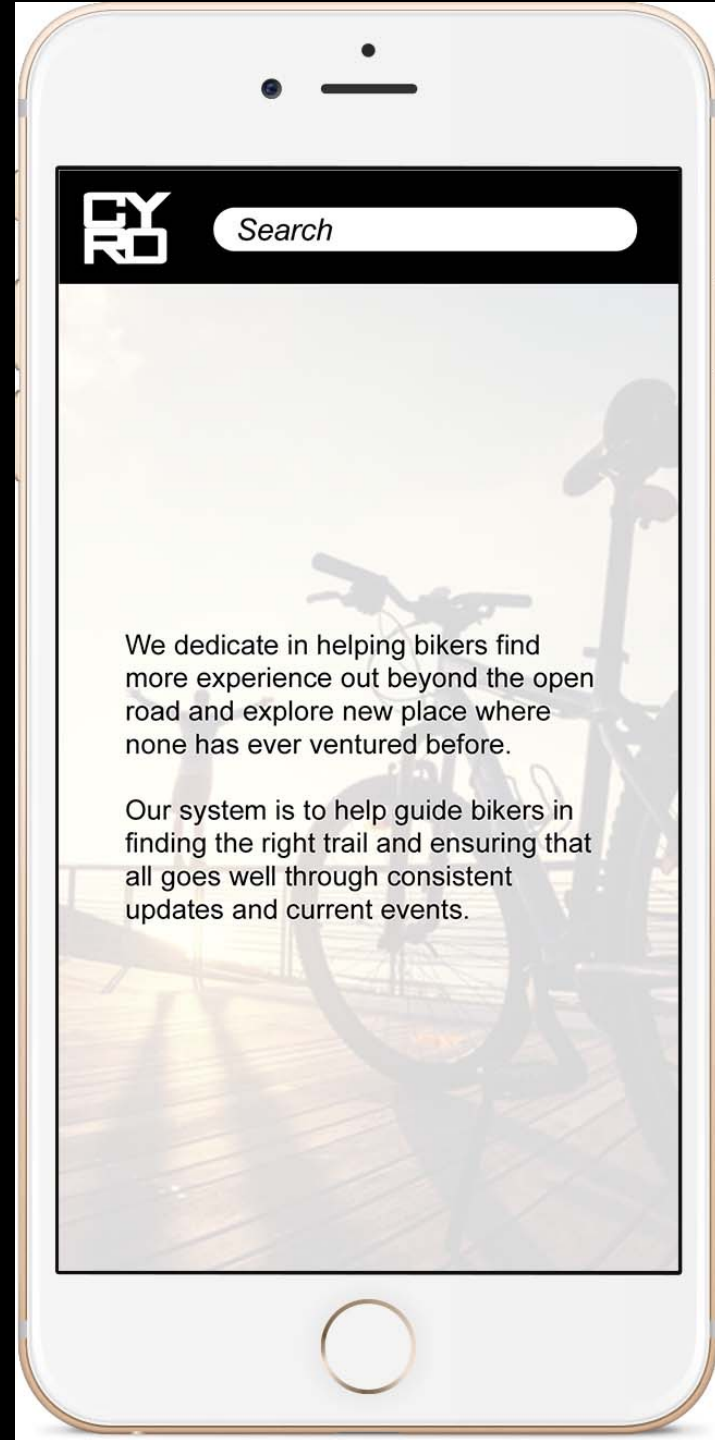 CY
RO
Search
We dedicate in helping bikers find
more experience out beyond the open
road and explore new place where
none has ever ventured before.
Our system is to help guide bikers in
finding the right trail and ensuring that
all goes well through consistent
updates and current events.